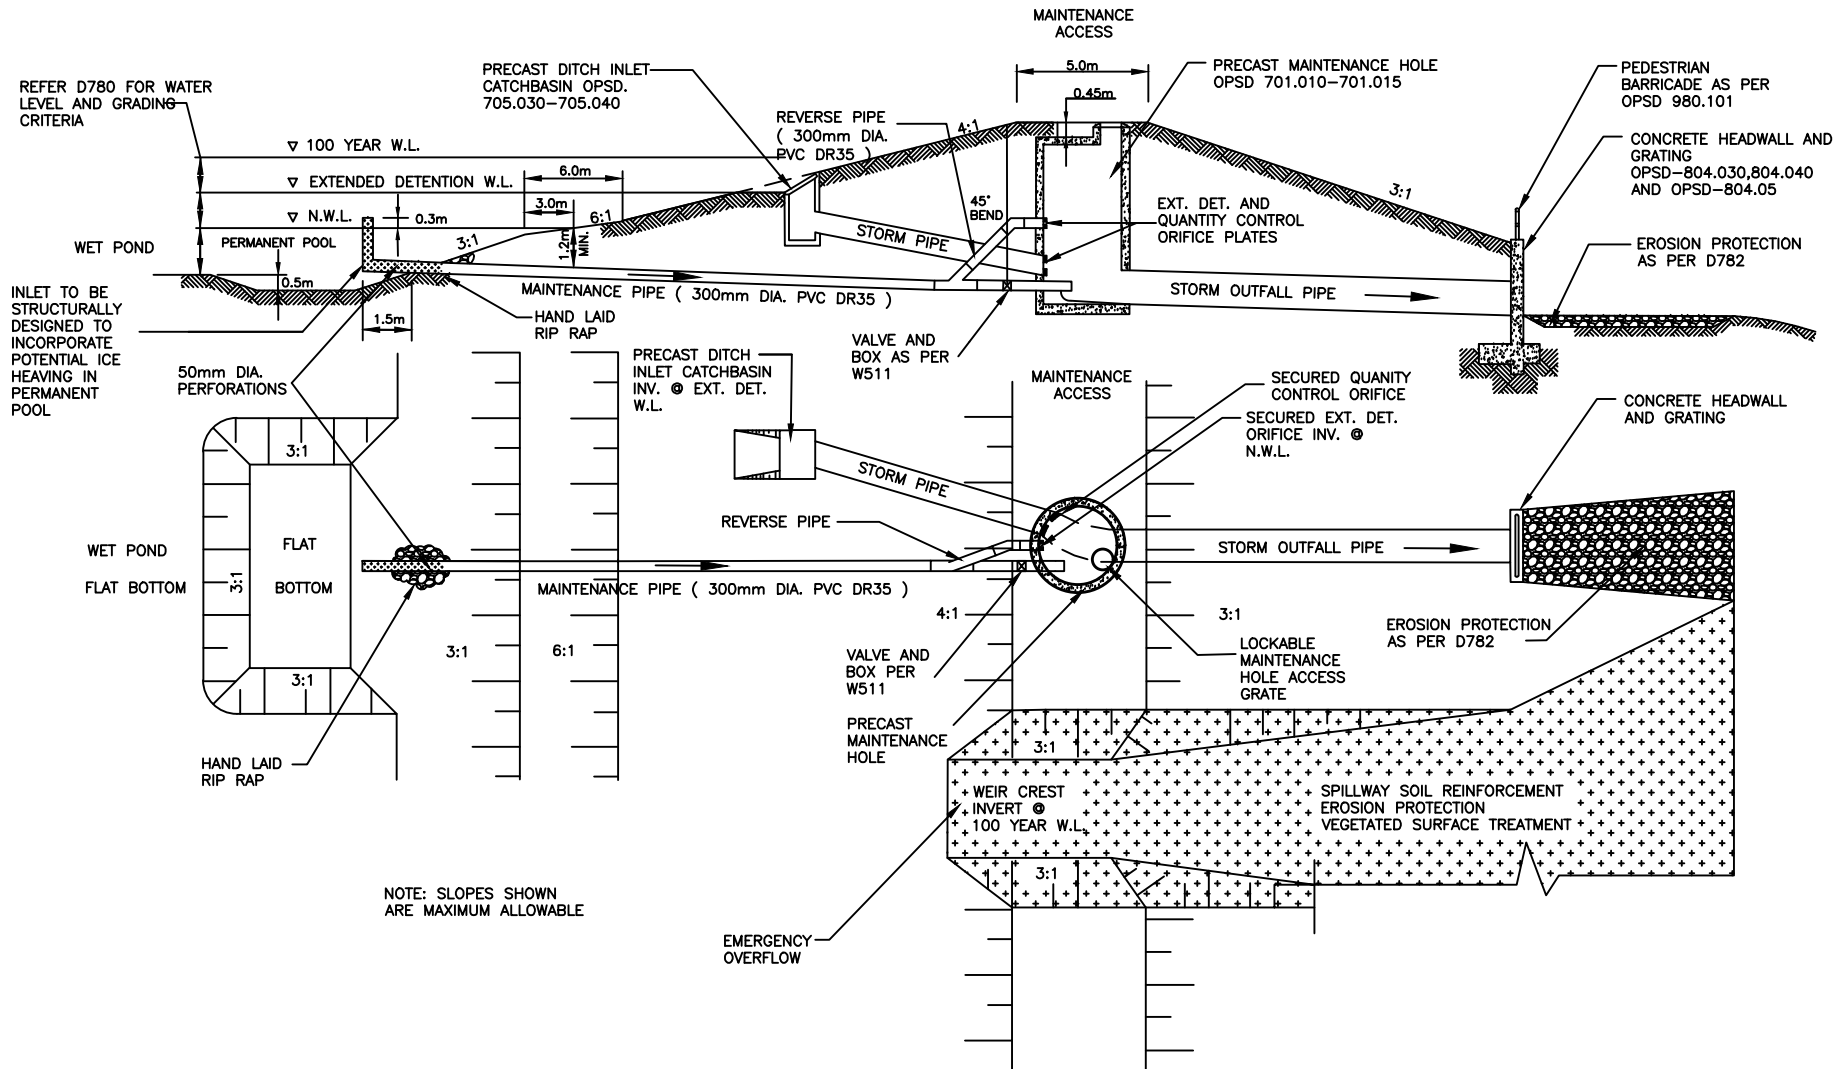 MAINTENANCE
ACCESS
5.0m
0.45m
PRECAST DITCH INLET
CATCHBASIN OPSD.
705.030-705.040
PRECAST MAINTENANCE HOLE
OPSD 701.010-701.015
PEDESTRIAN
BARRICADE AS PER
OPSD 980.101
REFER D780 FOR WATER
LEVEL AND GRADING
CRITERIA
REVERSE PIPE
( 300mm DIA.
PVC DR35 )
4:1
CONCRETE HEADWALL AND
GRATING
OPSD-804.030,804.040
AND OPSD-804.05
100 YEAR W.L.
EXTENDED DETENTION W.L.
6.0m
3.0m
N.W.L.
0.3m
6:1
3:1
1.2m
MIN.
45°
BEND
EXT. DET. AND
QUANTITY CONTROL
ORIFICE PLATES
3:1
WET POND
PERMANENT POOL
STORM PIPE
EROSION PROTECTION
AS PER D782
0.5m
1.5m
MAINTENANCE PIPE ( 300mm DIA. PVC DR35 )
STORM OUTFALL PIPE
INLET TO BE
STRUCTURALLY
DESIGNED TO
INCORPORATE
POTENTIAL ICE
HEAVING IN
PERMANENT
POOL
HAND LAID
RIP RAP
VALVE AND
BOX AS PER
W511
50mm DIA.
PERFORATIONS
PRECAST DITCH
INLET CATCHBASIN
INV. @ EXT. DET.
W.L.
MAINTENANCE
ACCESS
SECURED QUANITY
CONTROL ORIFICE
SECURED EXT. DET.
ORIFICE INV. @
N.W.L.
CONCRETE HEADWALL
AND GRATING
3:1
STORM PIPE
REVERSE PIPE
WET POND
FLAT BOTTOM
3:1
FLAT
BOTTOM
STORM OUTFALL PIPE
MAINTENANCE PIPE ( 300mm DIA. PVC DR35 )
4:1
3:1
3:1
6:1
3:1
EROSION PROTECTION
AS PER D782
VALVE AND
BOX PER
W511
LOCKABLE
MAINTENANCE
HOLE ACCESS
GRATE
PRECAST
MAINTENANCE
HOLE
HAND LAID
RIP RAP
3:1
WEIR CREST
INVERT @
100 YEAR W.L.
SPILLWAY SOIL REINFORCEMENT
EROSION PROTECTION
VEGETATED SURFACE TREATMENT
3:1
NOTE: SLOPES SHOWN
ARE MAXIMUM ALLOWABLE
EMERGENCY
OVERFLOW